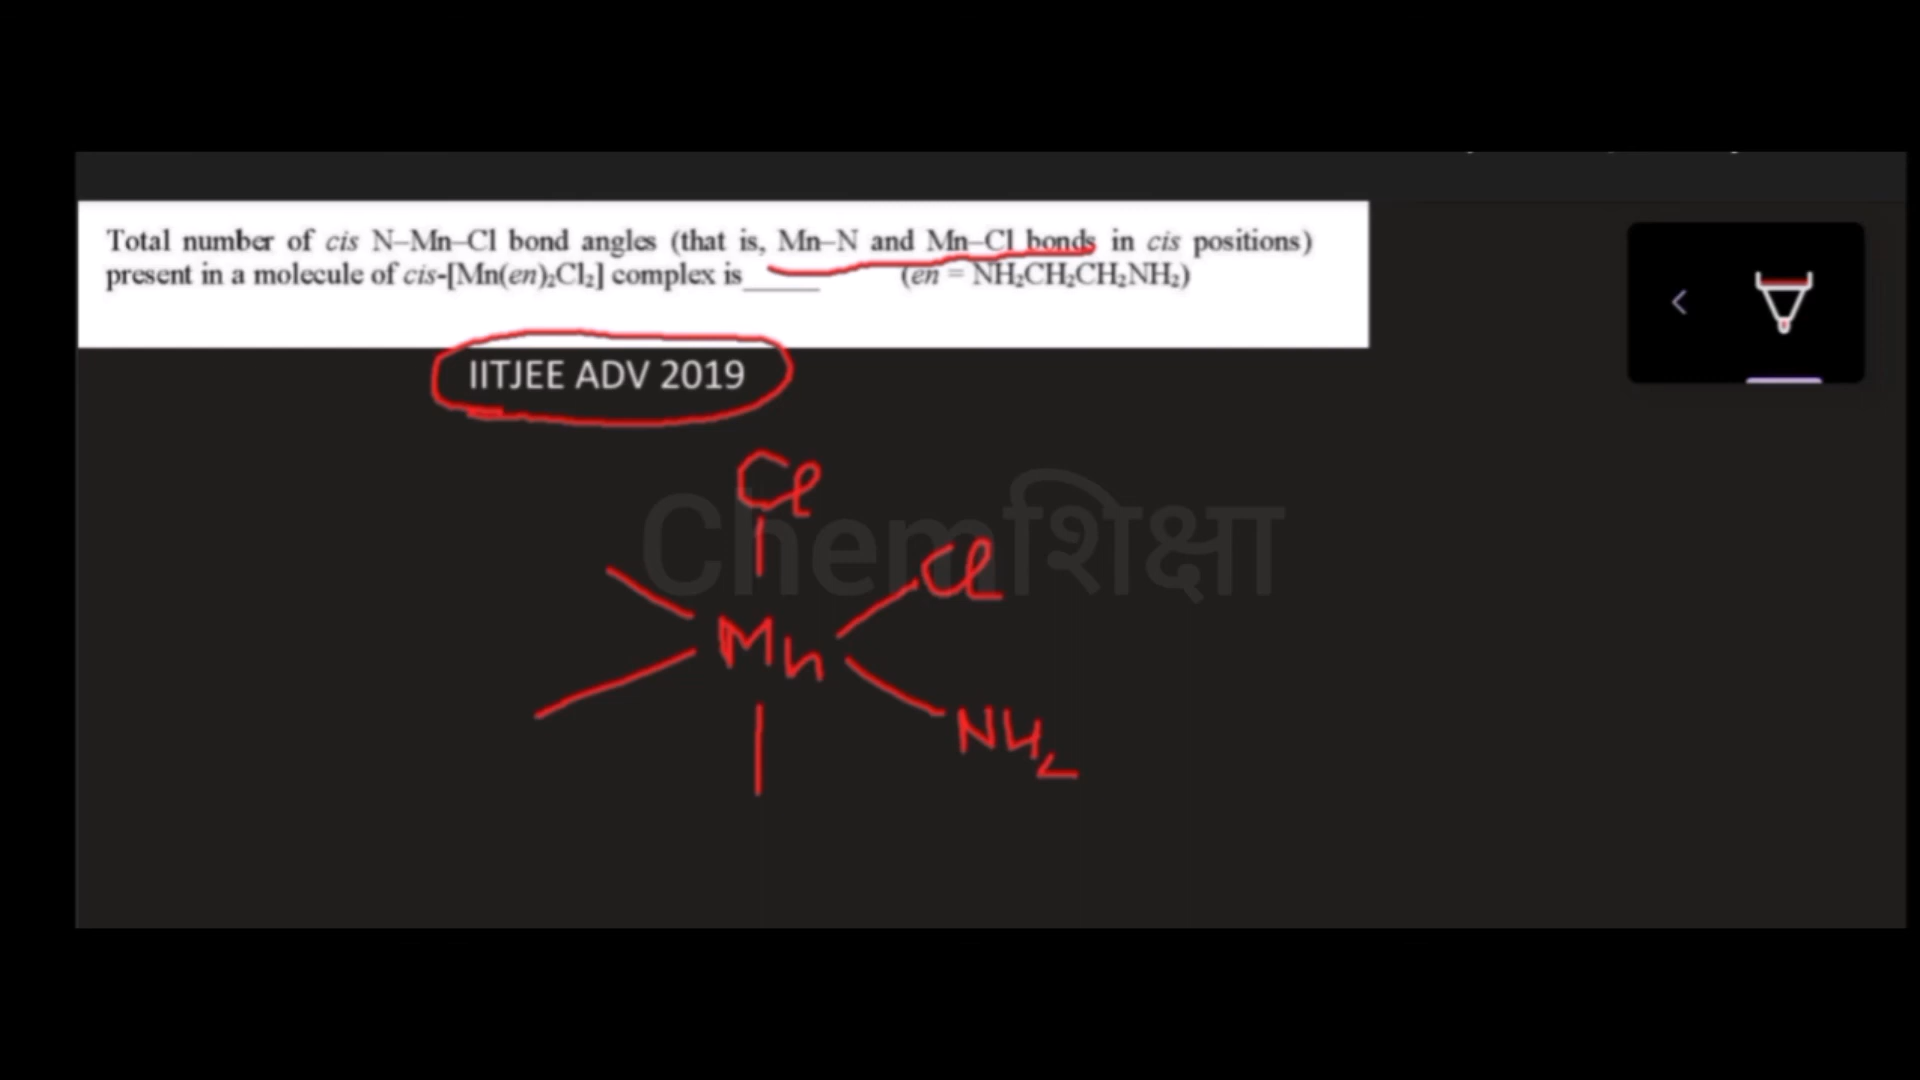 Total number of cis N–Mn–Cl bond angles (that is, Mn–N and Mn–Cl bonds in cis positions)
present in a molecule of cis-[Mn(en)₂Cl₂] complex is_____ (en = NH₂CH₂CH₂NH₂)
IITJEE ADV 2019
Cl
Chemशिक्षा
Cl
Mn
NH₂